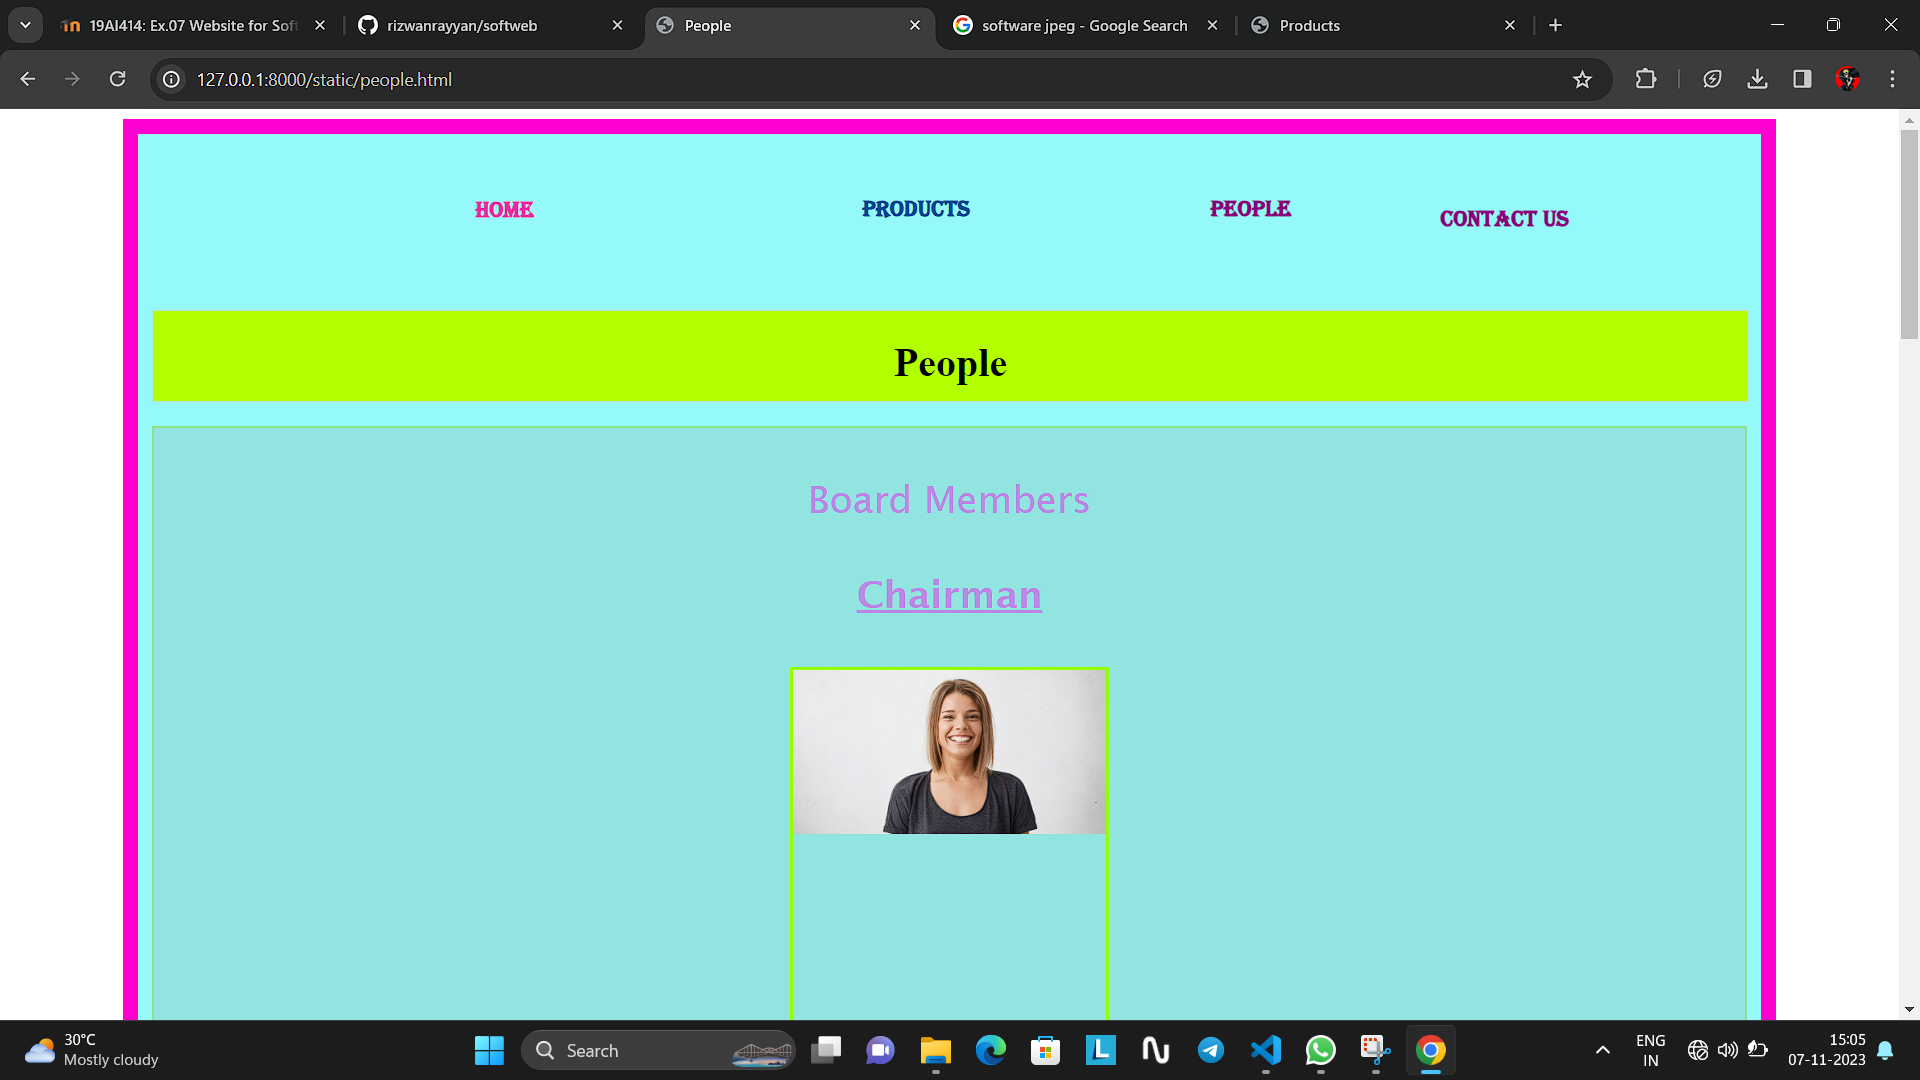 19AI414: Ex.07 Website for Soft
rizwanrayyan/softweb
People
software jpeg - Google Search
Products
127.0.0.1:8000/static/people.html
HOME
PRODUCTS
PEOPLE
CONTACT US
People
Board Members
Chairman
30°C
Mostly cloudy
Search
L
ENG
IN
15:05
07-11-2023